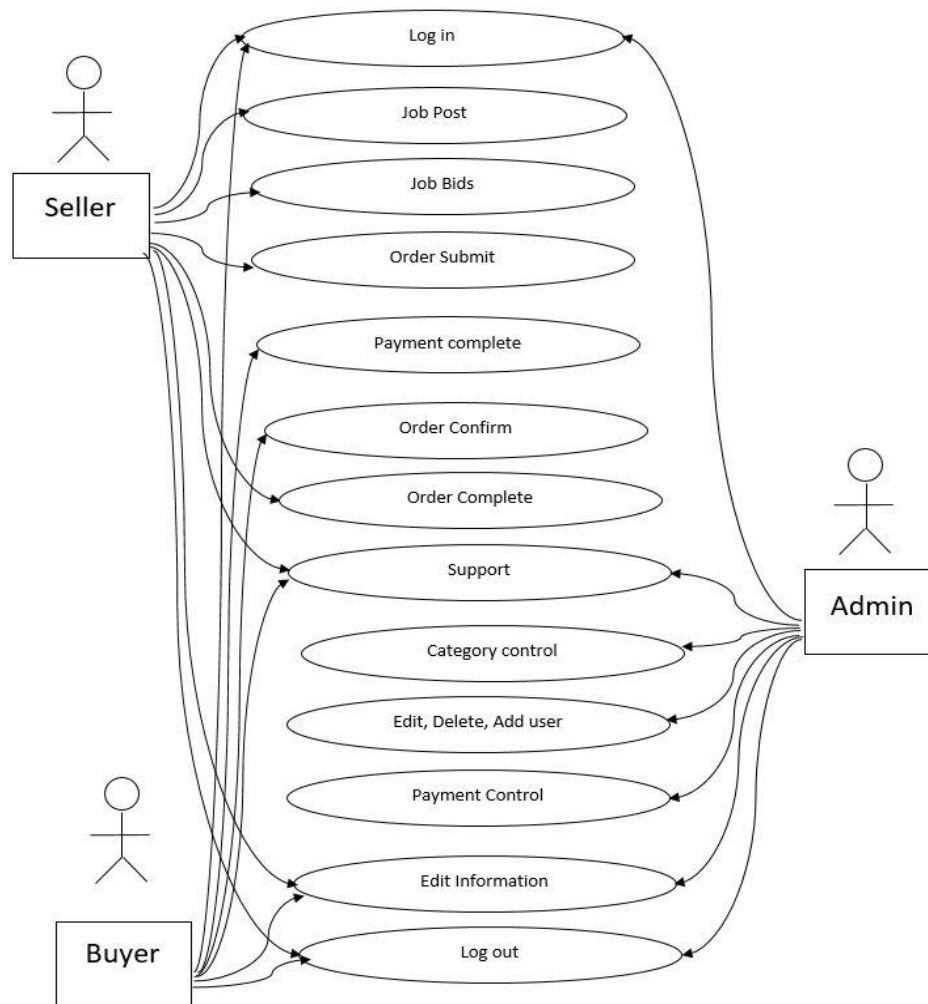 Log in
Job Post
Seller
Job Bids
Order Submit
Payment complete
Order Confirm
Order Complete
Support
Admin
Category control
Edit, Delete, Add user
Payment Control
Edit Information
Buyer
Log out